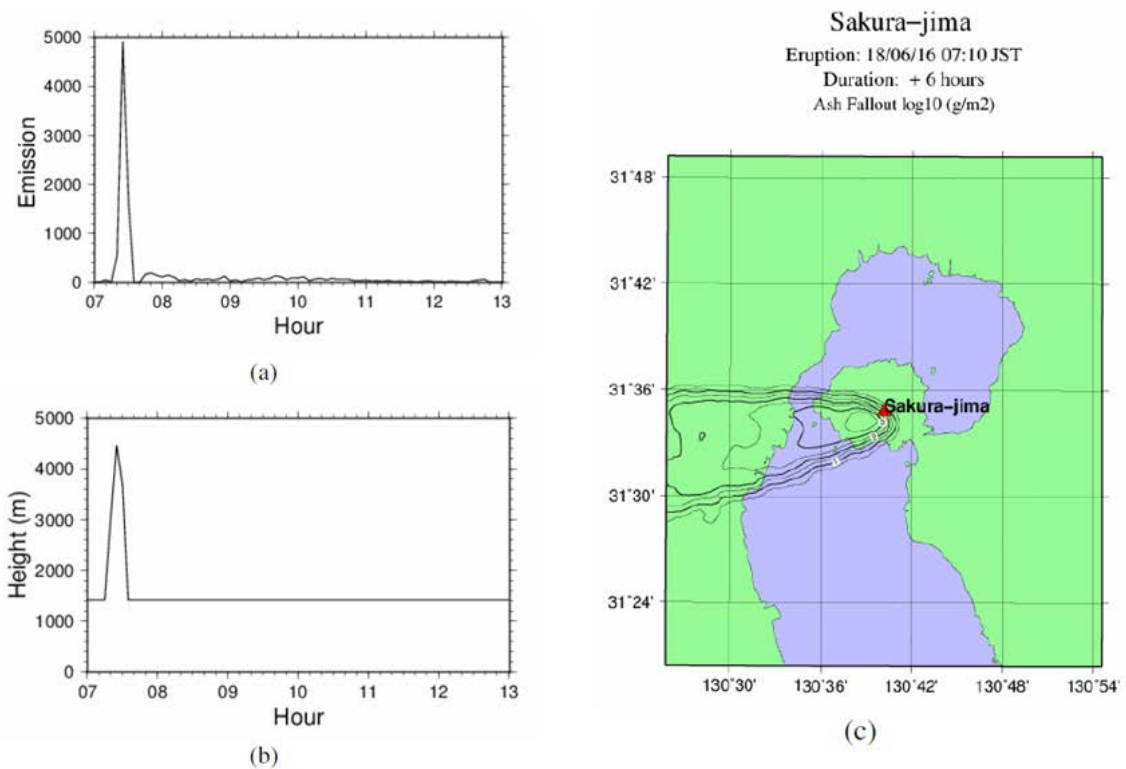 5000
4000
3000
2000
1000
0
Emission
07 08 09 10 11 12 13
Hour
(a)
5000
4000
3000
2000
1000
0
Height (m)
07 08 09 10 11 12 13
Hour
(b)
Sakura-jima
Eruption: 18/06/16 07:10 JST
Duration: + 6 hours
Ash Fallout log10 (g/m2)
31°48'
31°42'
31°36'
31°30'
31°24'
Sakura-jima
130°30' 130°36' 130°42' 130°48' 130°54'
(c)